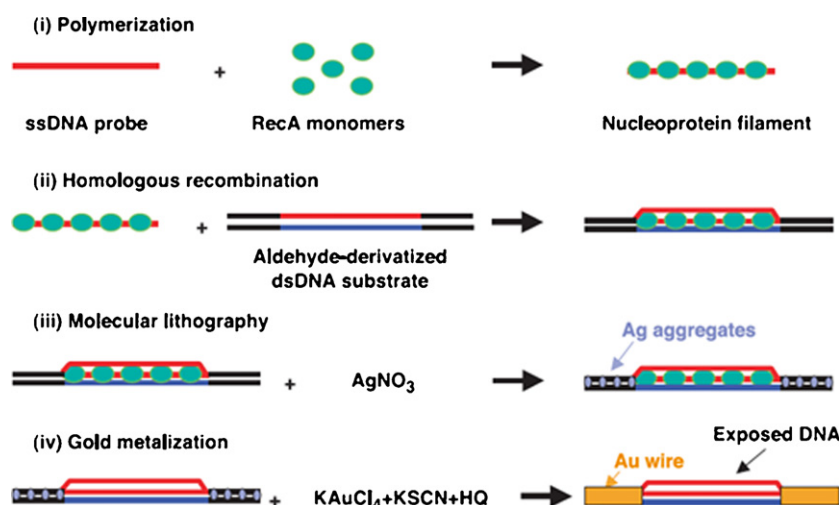 (i) Polymerization
+
ssDNA probe
RecA monomers
Nucleoprotein filament
(ii) Homologous recombination
+
Aldehyde-derivatized
dsDNA substrate
(iii) Molecular lithography
Ag aggregates
+
AgNO₃
(iv) Gold metalization
Exposed DNA
Au wire
+
KAuCl₄+KSCN+HQ